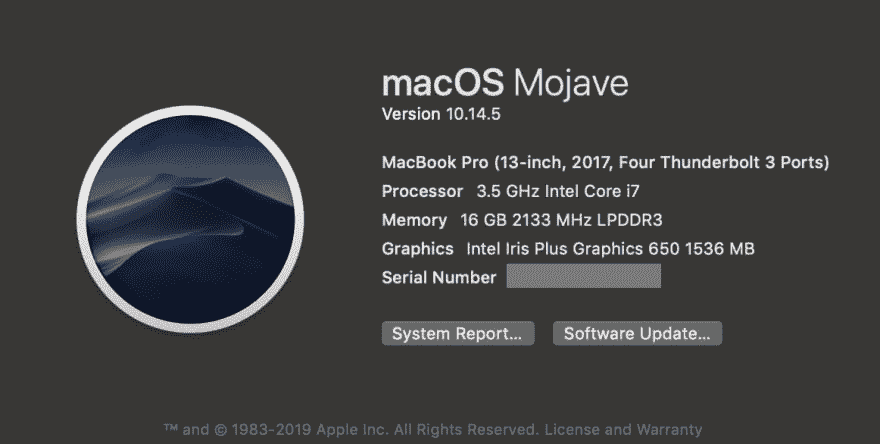 macOS Mojave
Version 10.14.5
MacBook Pro (13-inch, 2017, Four Thunderbolt 3 Ports)
Processor 3.5 GHz Intel Core i7
Memory 16 GB 2133 MHz LPDDR3
Graphics Intel Iris Plus Graphics 650 1536 MB
Serial Number
System Report... Software Update...
™ and © 1983-2019 Apple Inc. All Rights Reserved. License and Warranty